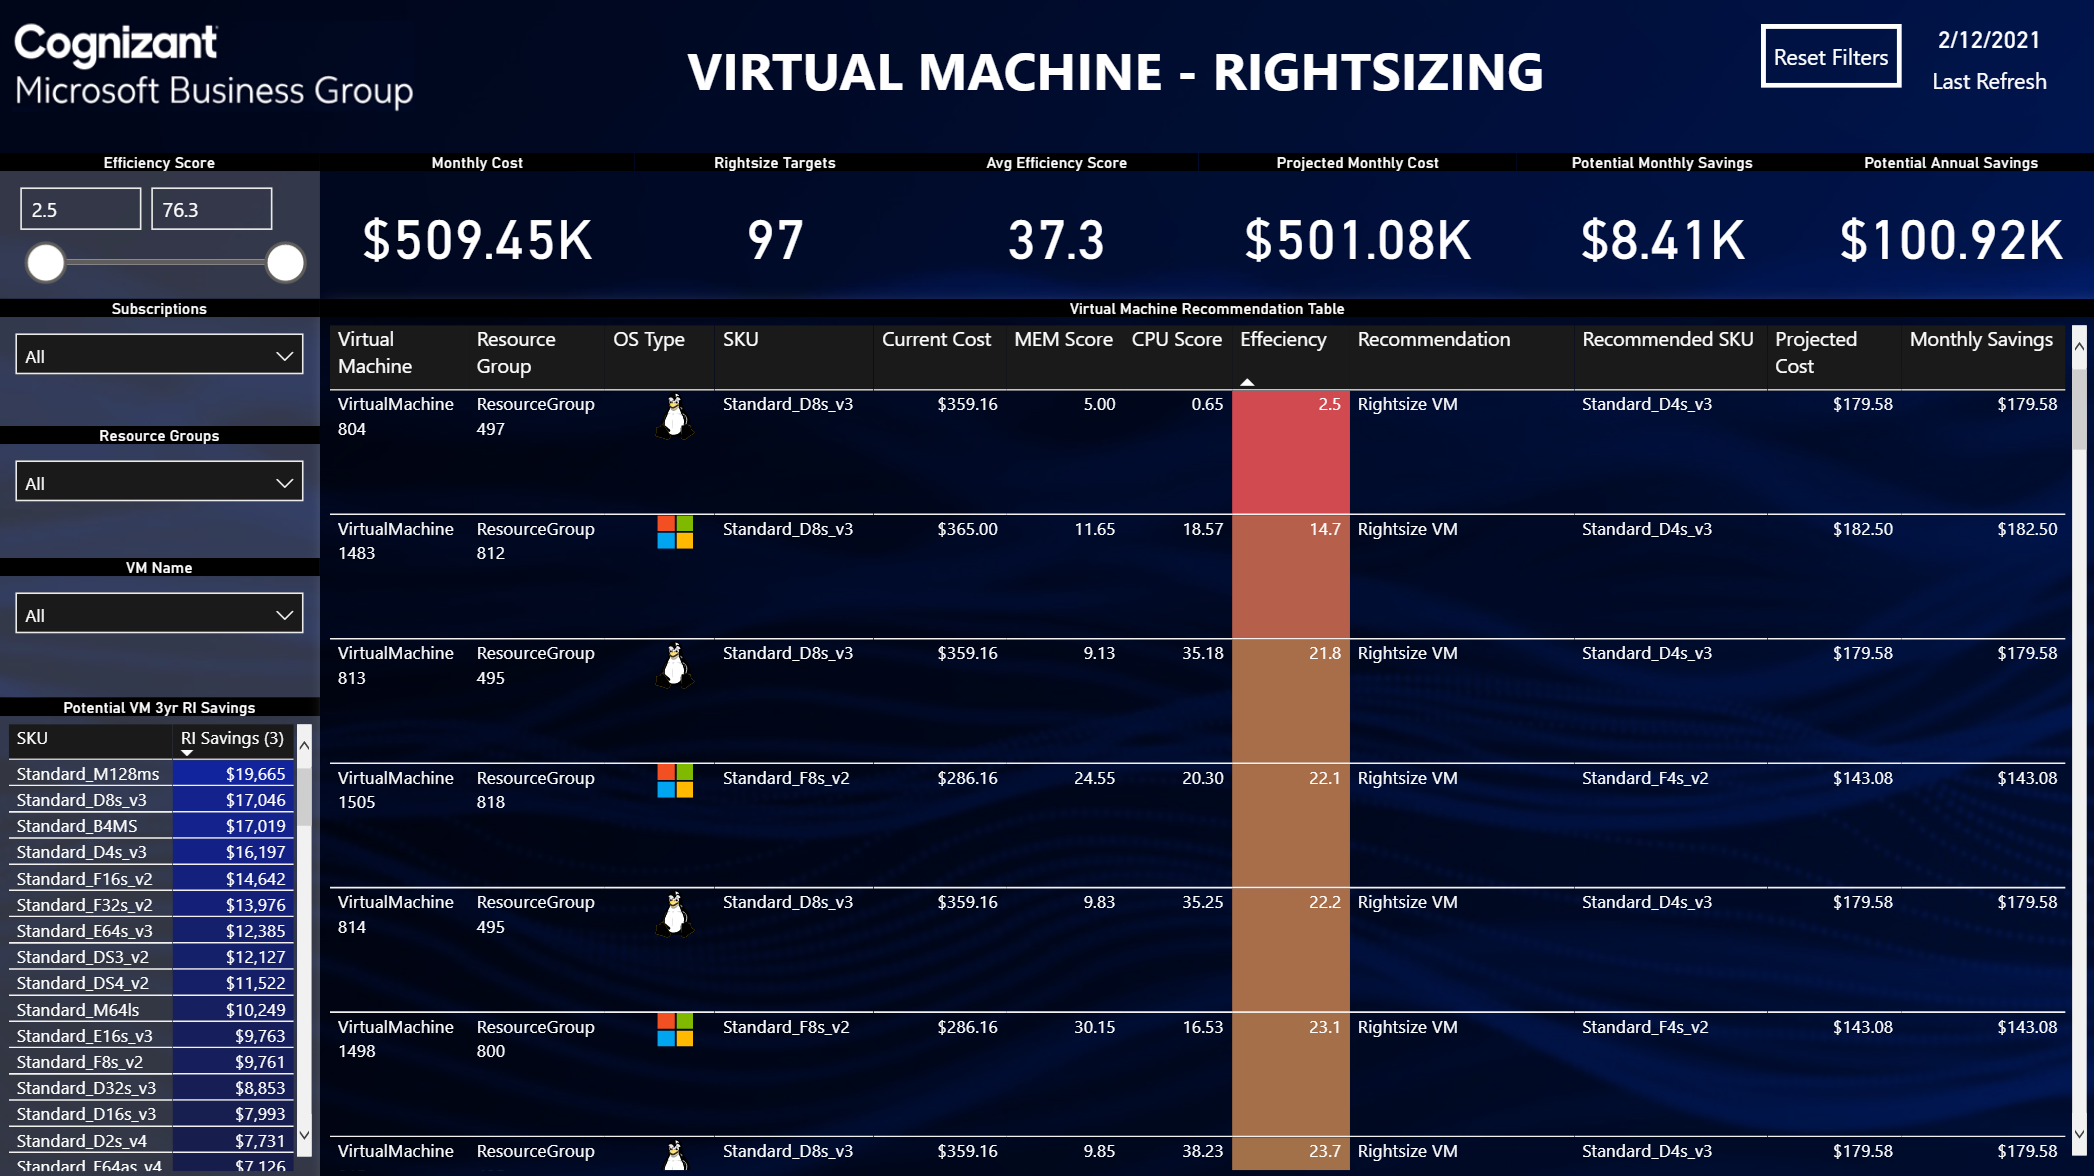 Cognizant
Microsoft Business Group
VIRTUAL MACHINE - RIGHTSIZING
Reset Filters
2/12/2021
Last Refresh
Efficiency Score
2.5 76.3
Monthly Cost Rightsize Targets Avg Efficiency Score Projected Monthly Cost Potential Monthly Savings Potential Annual Savings
$509.45K 97 37.3 $501.08K $8.41K $100.92K
Subscriptions
All
Resource Groups
All
VM Name
All
Potential VM 3yr RI Savings
SKU RI Savings (3)
Standard_M128ms $19,665
Standard_D8s_v3 $17,046
Standard_B4MS $17,019
Standard_D4s_v3 $16,197
Standard_F16s_v2 $14,642
Standard_F32s_v2 $13,976
Standard_E64s_v3 $12,385
Standard_DS3_v2 $12,127
Standard_DS4_v2 $11,522
Standard_M64ls $10,249
Standard_E16s_v3 $9,763
Standard_F8s_v2 $9,761
Standard_D32s_v3 $8,853
Standard_D16s_v3 $7,993
Standard_D2s_v4 $7,731
Standard_E64as_v4 $7,126
Virtual Machine Recommendation Table
Virtual Resource OS Type SKU Current Cost MEM Score CPU Score Effeciency Recommendation Recommended SKU Projected Monthly Savings
Machine Group Cost
VirtualMachine ResourceGroup Standard_D8s_v3 $359.16 5.00 0.65 2.5 Rightsize VM Standard_D4s_v3 $179.58 $179.58
804 497
VirtualMachine ResourceGroup Standard_D8s_v3 $365.00 11.65 18.57 14.7 Rightsize VM Standard_D4s_v3 $182.50 $182.50
1483 812
VirtualMachine ResourceGroup Standard_D8s_v3 $359.16 9.13 35.18 21.8 Rightsize VM Standard_D4s_v3 $179.58 $179.58
813 495
VirtualMachine ResourceGroup Standard_F8s_v2 $286.16 24.55 20.30 22.1 Rightsize VM Standard_F4s_v2 $143.08 $143.08
1505 818
VirtualMachine ResourceGroup Standard_D8s_v3 $359.16 9.83 35.25 22.2 Rightsize VM Standard_D4s_v3 $179.58 $179.58
814 495
VirtualMachine ResourceGroup Standard_F8s_v2 $286.16 30.15 16.53 23.1 Rightsize VM Standard_F4s_v2 $143.08 $143.08
1498 800
VirtualMachine ResourceGroup Standard_D8s_v3 $359.16 9.85 38.23 23.7 Rightsize VM Standard_D4s_v3 $179.58 $179.58